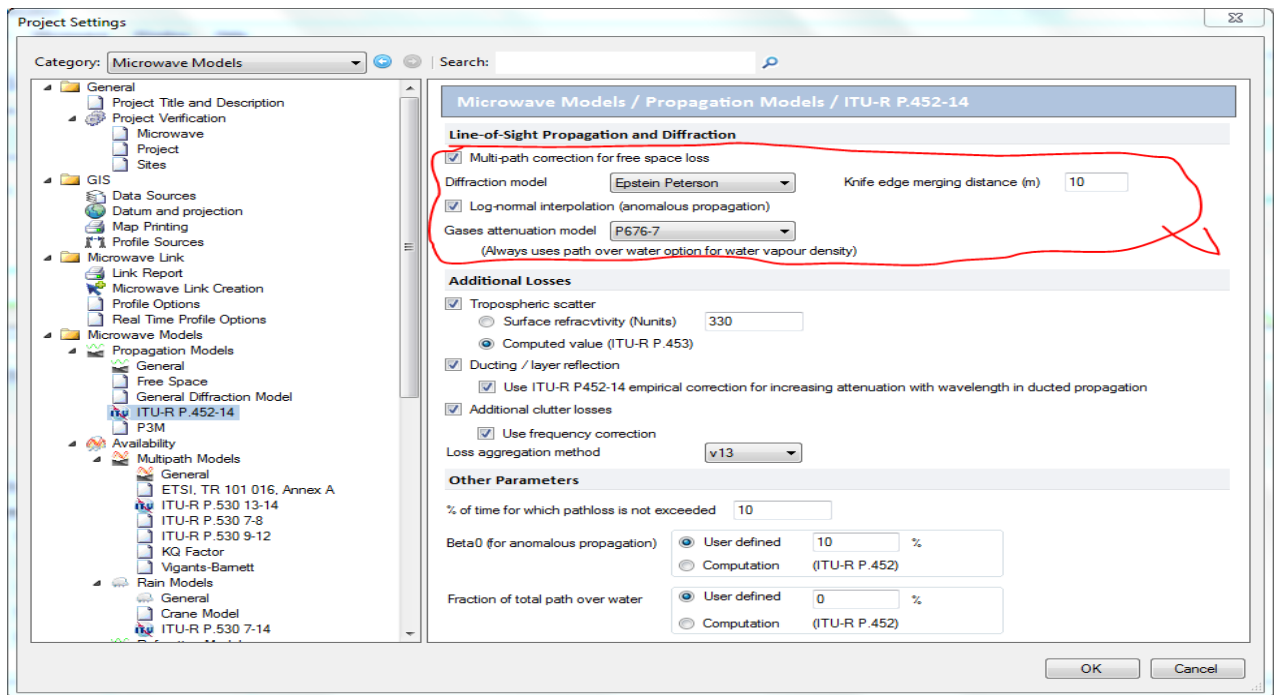 Project Settings
Category: Microwave Models Search:
General
Project Title and Description
Project Verification
Microwave
Project
Sites
GIS
Data Sources
Datum and projection
Map Printing
Profile Sources
Microwave Link
Link Report
Microwave Link Creation
Profile Options
Real Time Profile Options
Microwave Models
Propagation Models
General
Free Space
General Diffraction Model
ITU-R P.452-14
P3M
Availability
Multipath Models
General
ETSI, TR 101 016, Annex A
ITU-R P.530 13-14
ITU-R P.530 7-8
ITU-R P.530 9-12
KQ Factor
Vigants-Barnett
Rain Models
General
Crane Model
ITU-R P.530 7-14
Microwave Models / Propagation Models / ITU-R P.452-14
Line-of-Sight Propagation and Diffraction
Multi-path correction for free space loss
Diffraction model Epstein Peterson Knife edge merging distance (m) 10
Log-normal interpolation (anomalous propagation)
Gases attenuation model P676-7
(Always uses path over water option for water vapour density)
Additional Losses
Tropospheric scatter
Surface refracvtivity (Nunits) 330
Computed value (ITU-R P.453)
Ducting / layer reflection
Use ITU-R P452-14 empirical correction for increasing attenuation with wavelength in ducted propagation
Additional clutter losses
Use frequency correction
Loss aggregation method v13
Other Parameters
% of time for which pathloss is not exceeded 10
Beta0 (for anomalous propagation) User defined 10 %
Computation (ITU-R P.452)
Fraction of total path over water User defined 0 %
Computation (ITU-R P.452)
OK Cancel